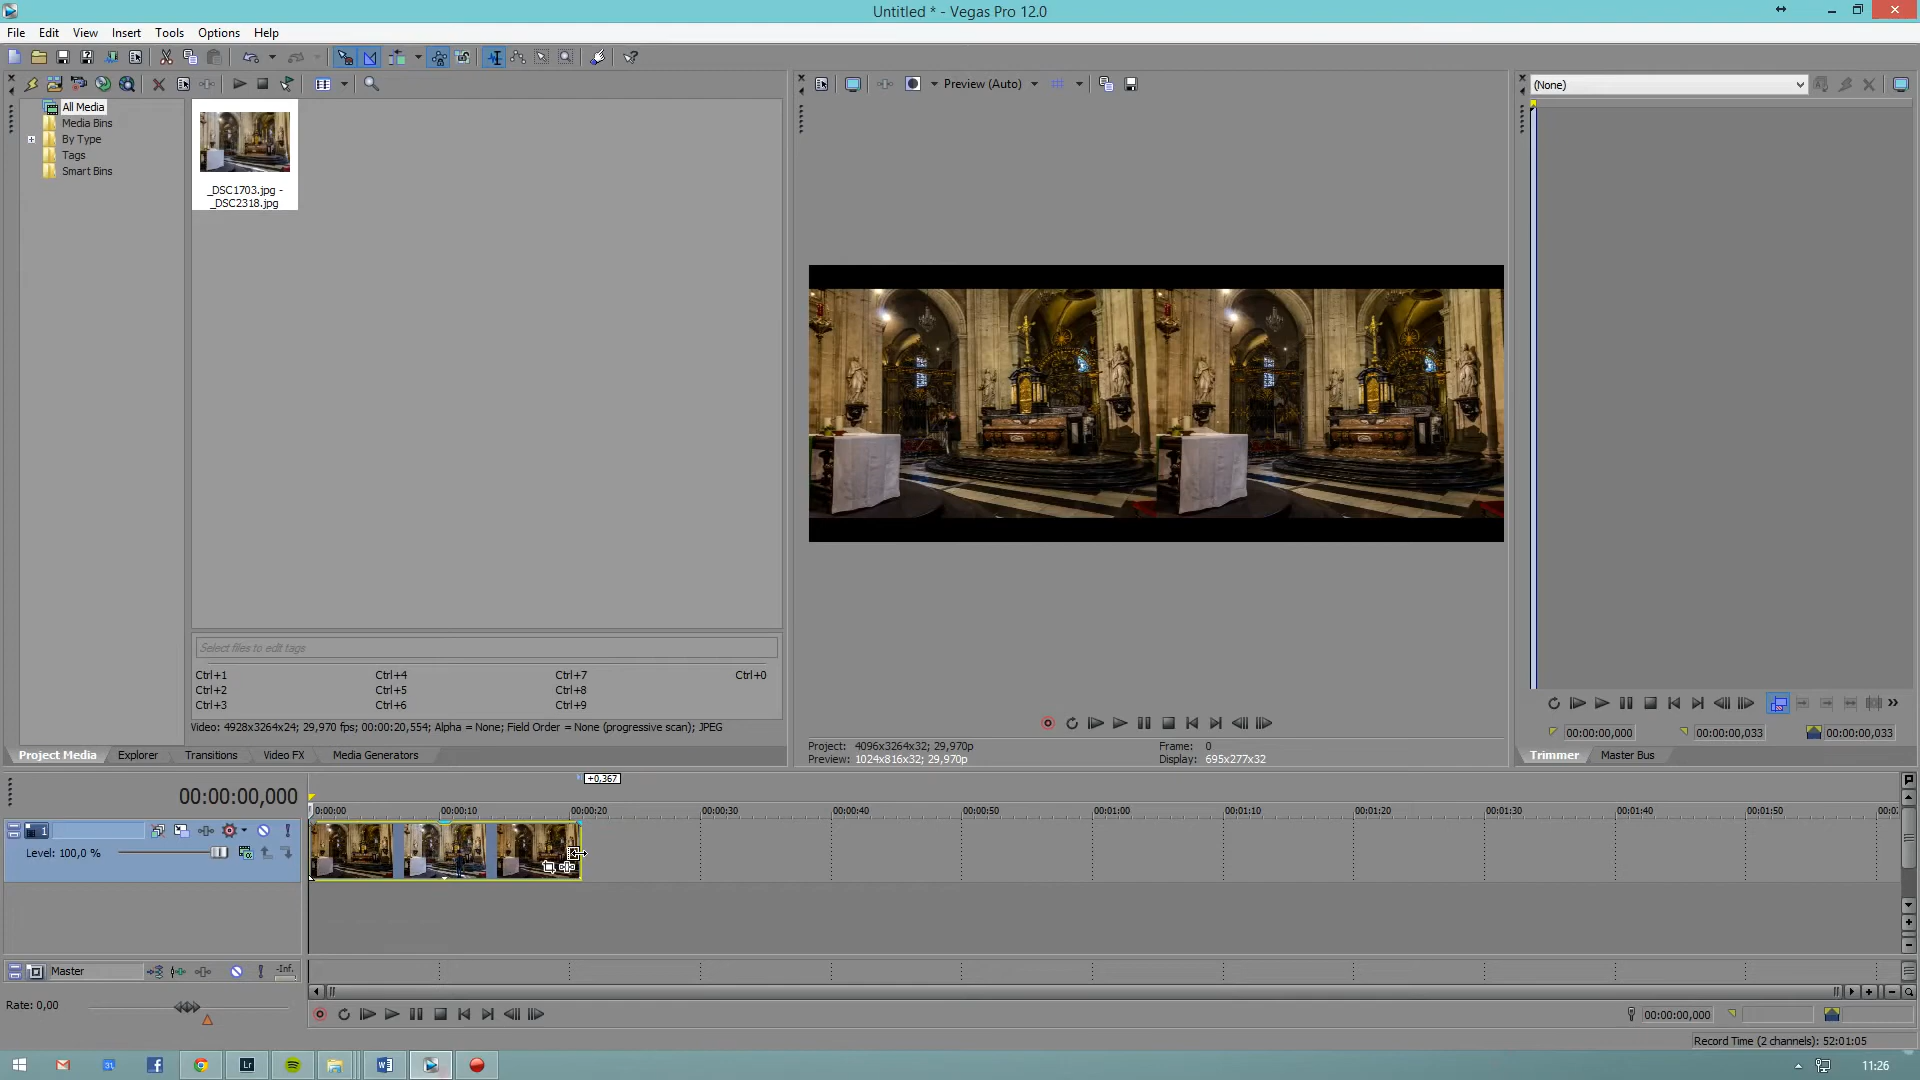 Untitled * - Vegas Pro 12.0
File Edit View Insert Tools Options Help
Preview (Auto)
(None)
All Media
Media Bins
By Type
Tags
Smart Bins
_DSC1703.jpg -
_DSC2318.jpg
Select files to edit tags
Ctrl+1 Ctrl+4 Ctrl+7 Ctrl+0
Ctrl+2 Ctrl+5 Ctrl+8
Ctrl+3 Ctrl+6 Ctrl+9
Video: 4928x3264x24; 29,970 fps; 00:00:20,554; Alpha = None; Field Order = None (progressive scan); JPEG
Project Media Explorer Transitions Video FX Media Generators
Project: 4096x3264x32; 29,970p Frame: 0
Preview: 1024x816x32; 29,970p Display: 695x277x32
00:00:00,000 00:00:00,033 00:00:00,033
Trimmer Master Bus
+0,367
00:00:00,000
0:00:00 00:00:10 00:00:20 00:00:30 00:00:40 00:00:50 00:01:00 00:01:10 00:01:20 00:01:30 00:01:40 00:01:50
1
Level: 100,0 %
Master -Inf.
Rate: 0,00
00:00:00,000
Record Time (2 channels): 52:01:05
31 Lr 11:26